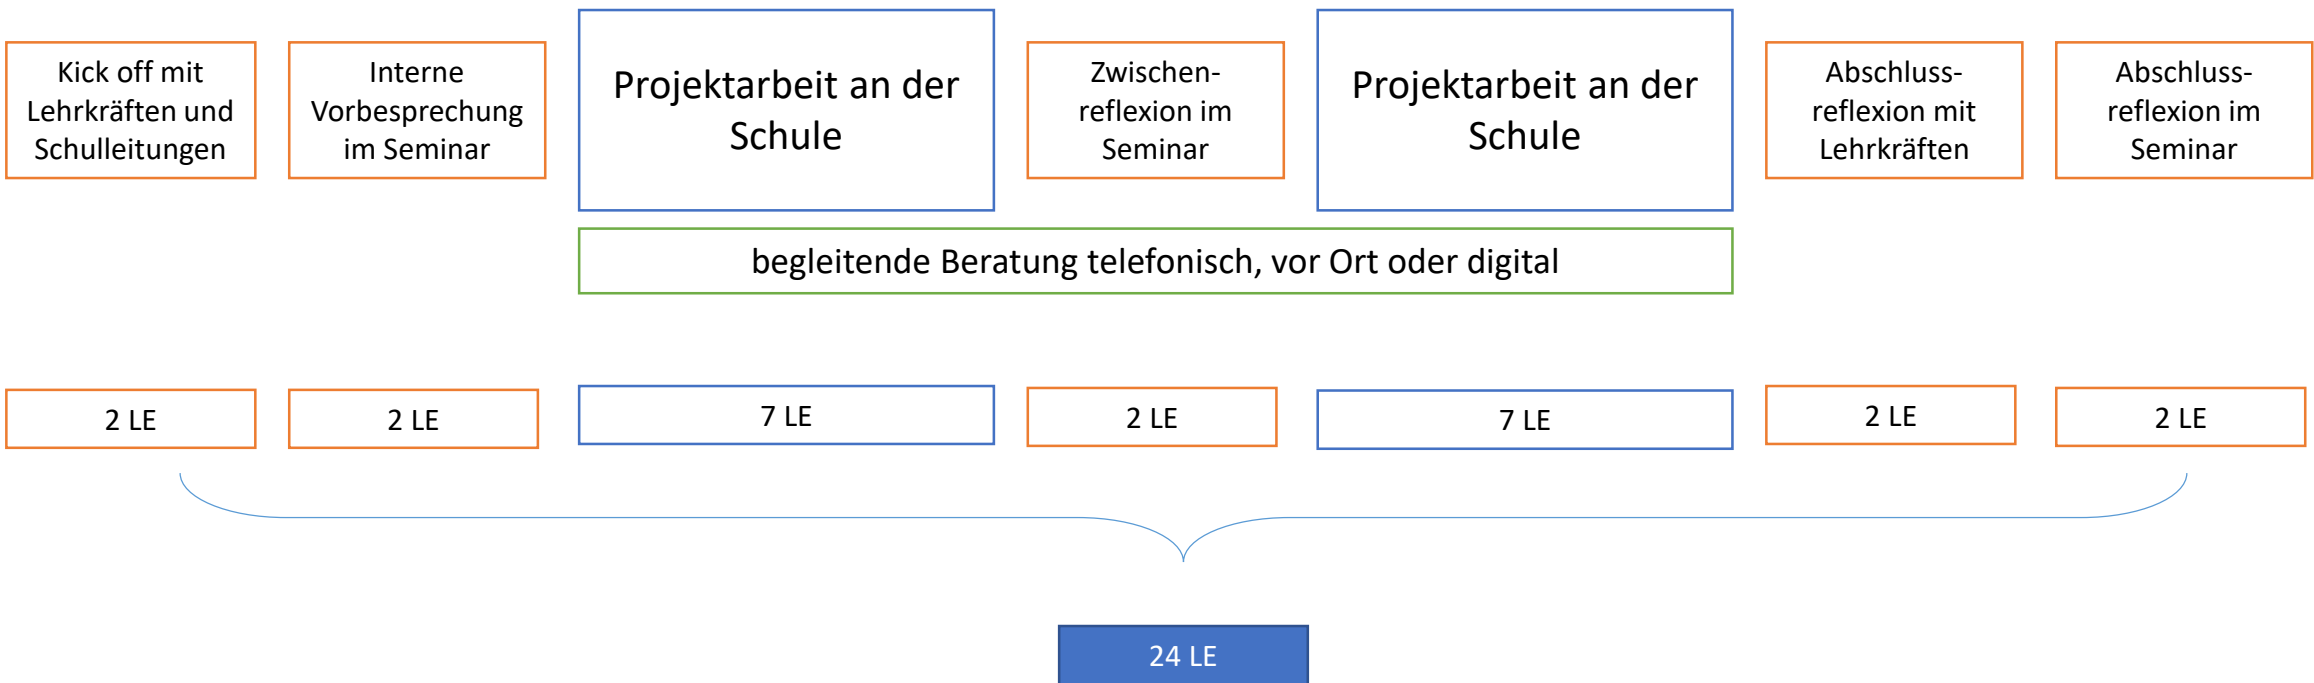 Kick off mit
Lehrkräften und
Schulleitungen
Interne
Vorbesprechung
im Seminar
Projektarbeit an der
Schule
Zwischen-
reflexion im
Seminar
Projektarbeit an der
Schule
Abschluss-
reflexion mit
Lehrkräften
Abschluss-
reflexion im
Seminar
begleitende Beratung telefonisch, vor Ort oder digital
2 LE
2 LE
7 LE
2 LE
7 LE
2 LE
2 LE
24 LE